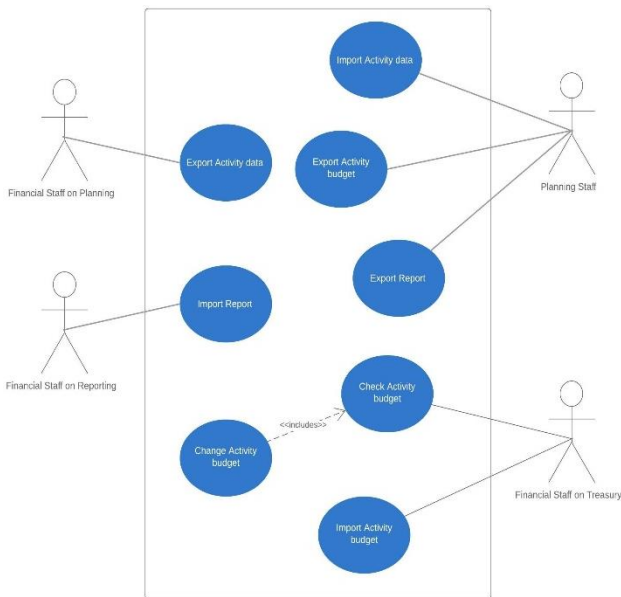 Import Activity data
Export Activity data
Export Activity
budget
Financial Staff on Planning
Planning Staff
Export Report
Import Report
Financial Staff on Reporting
Check Activity
budget
<<includes>>
Change Activity
budget
Financial Staff on Treasury
Import Activity
budget